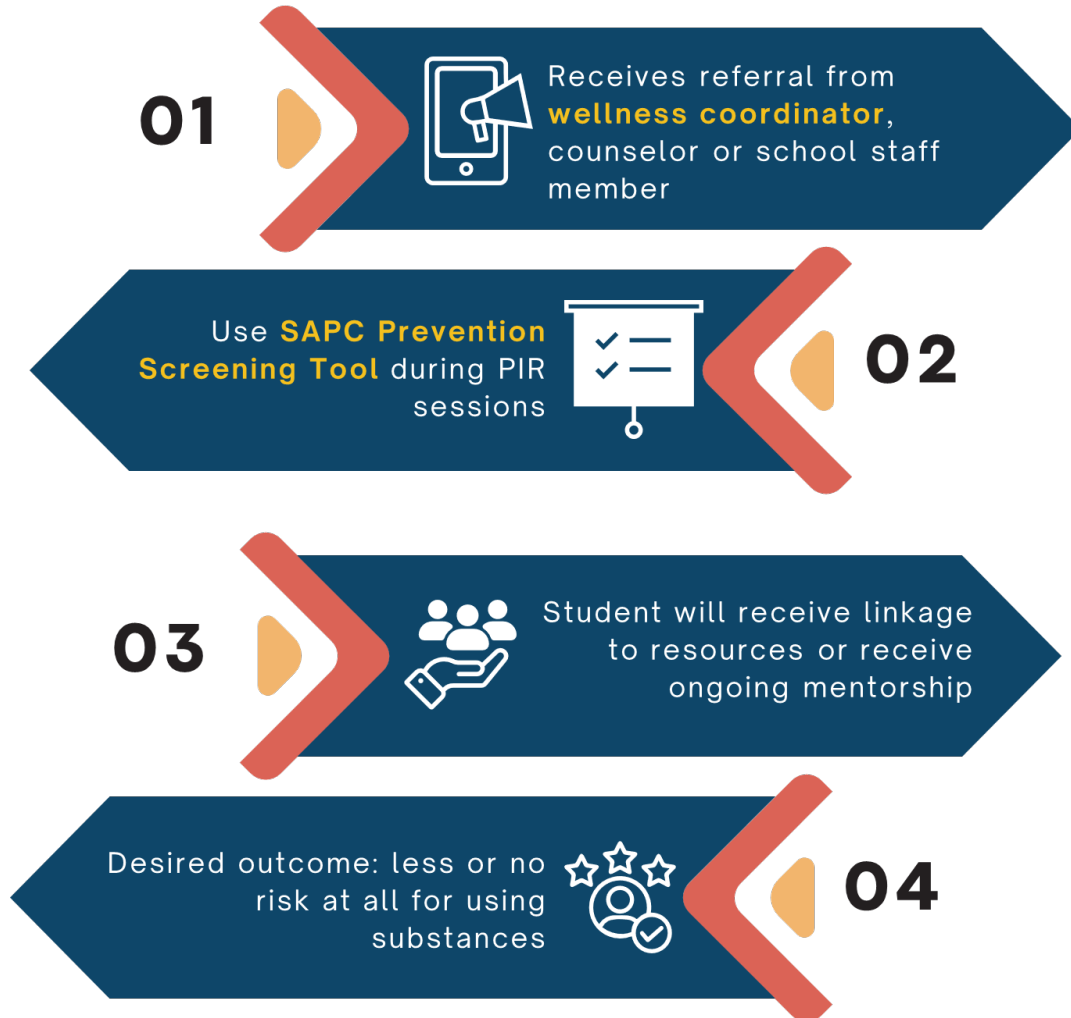 01
Receives referral from
wellness coordinator,
counselor or school staff
member
Use SAPC Prevention
Screening Tool during PIR
sessions
02
03
Student will receive linkage
to resources or receive
ongoing mentorship
Desired outcome: less or no
risk at all for using
substances
04